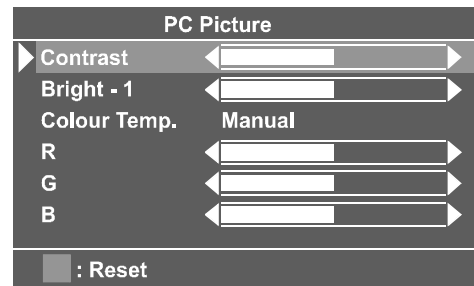 PC Picture
Contrast
Bright - 1
Colour Temp. Manual
R
G
B
: Reset